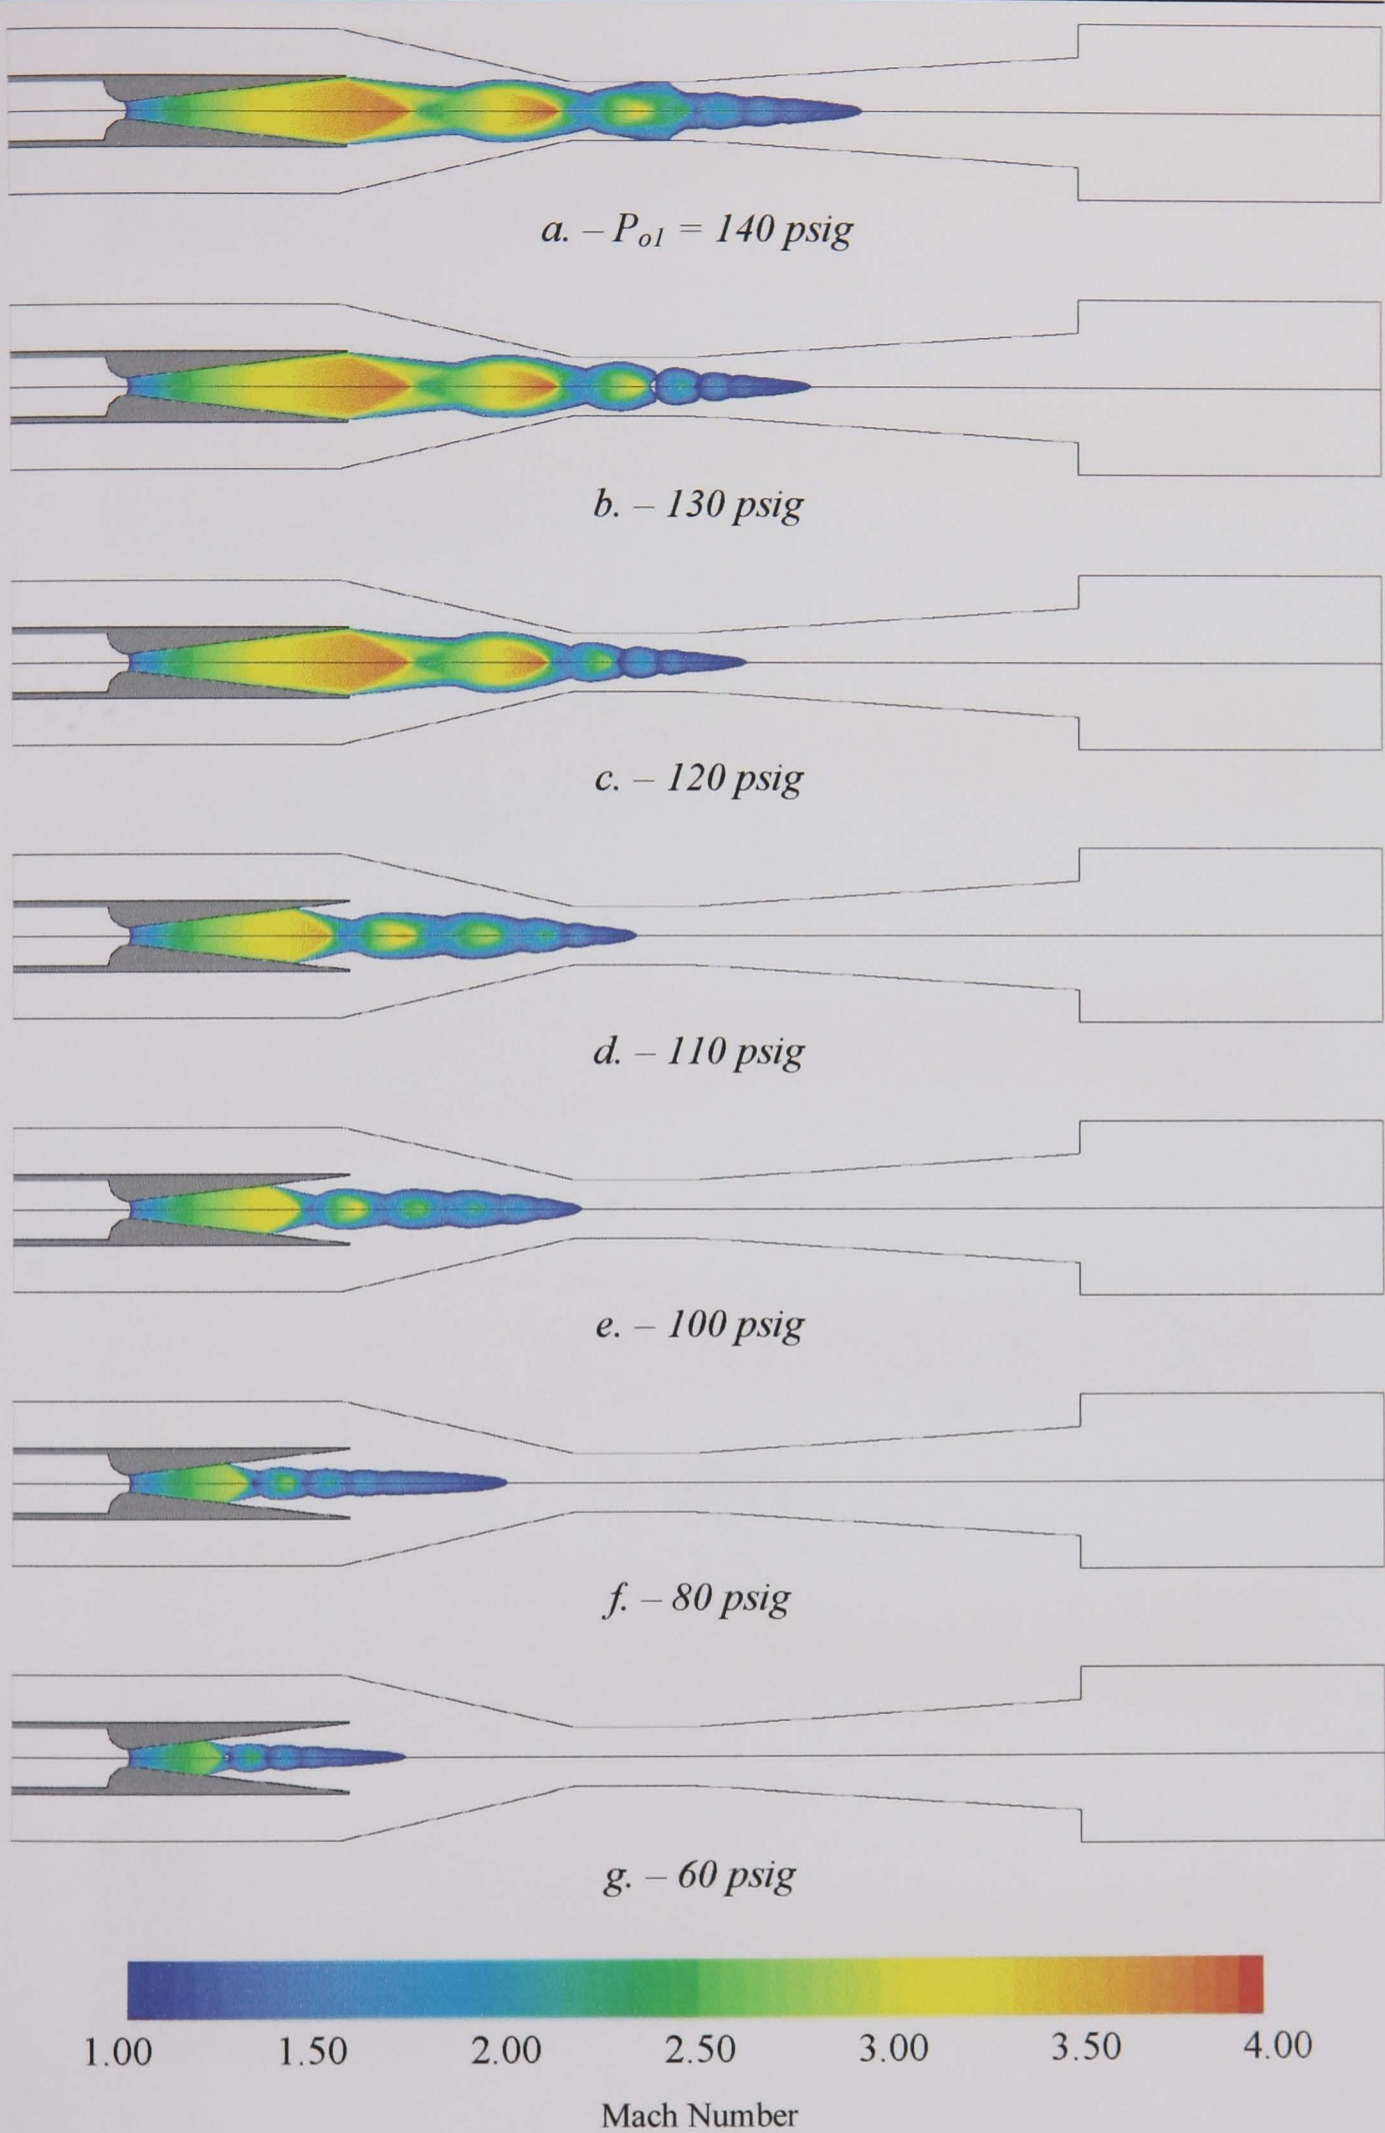 a. – Po1 = 140 psig
b. – 130 psig
c. – 120 psig
d. – 110 psig
e. – 100 psig
f. – 80 psig
g. – 60 psig
1.00 1.50 2.00 2.50 3.00 3.50 4.00
Mach Number